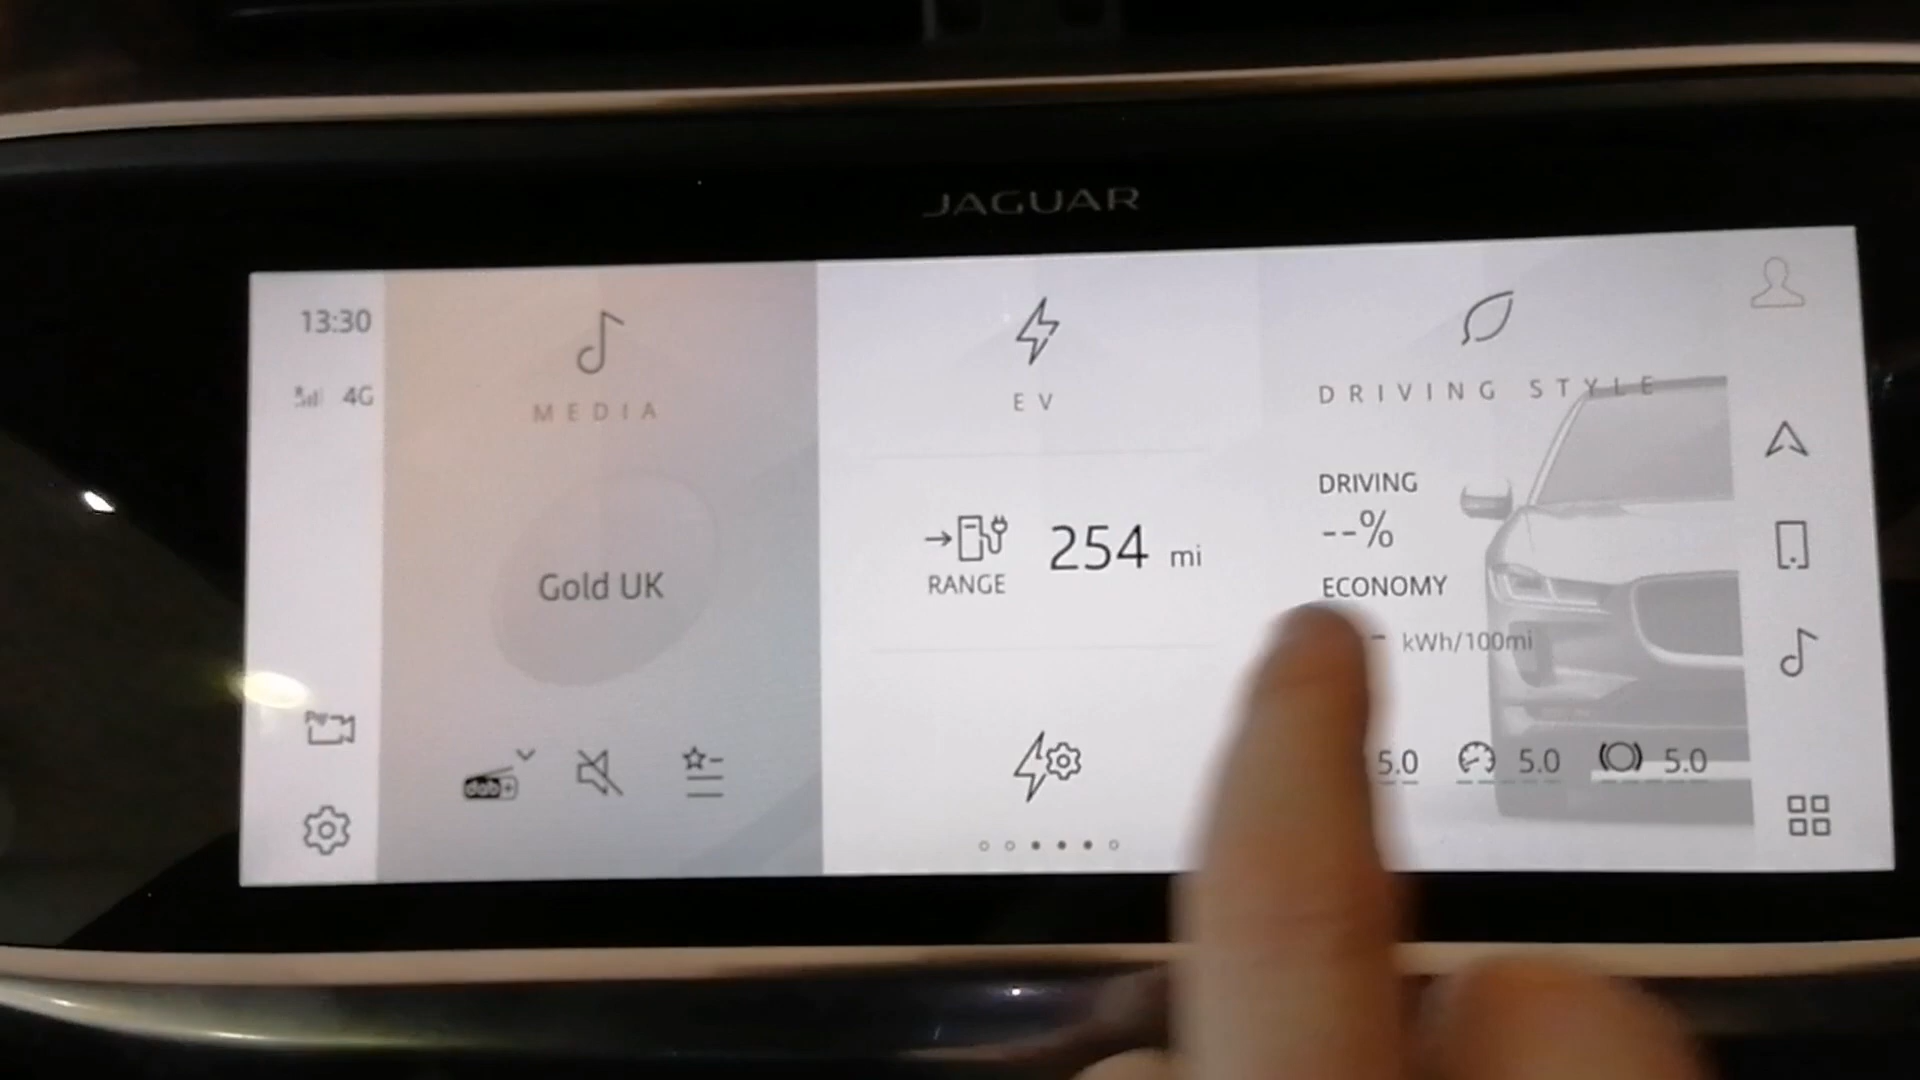 JAGUAR
13:30
4G
MEDIA
Gold UK
dab+
EV
RANGE
254 mi
DRIVING STYLE
DRIVING
--%
ECONOMY
- kWh/100mi
5.0 5.0 5.0